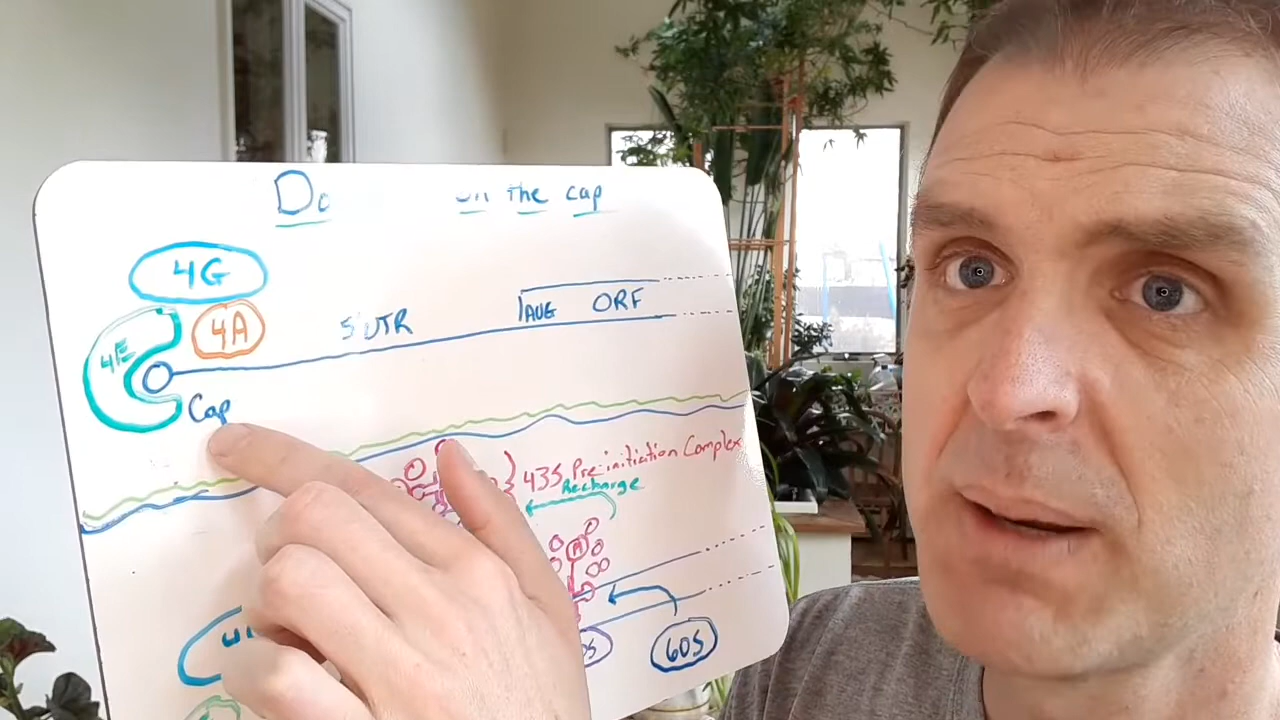 on the cap
4G
4A
4E
5'UTR
AUG ORF
Cap
43S Pre-initiation Complex
Recharge
A
60S